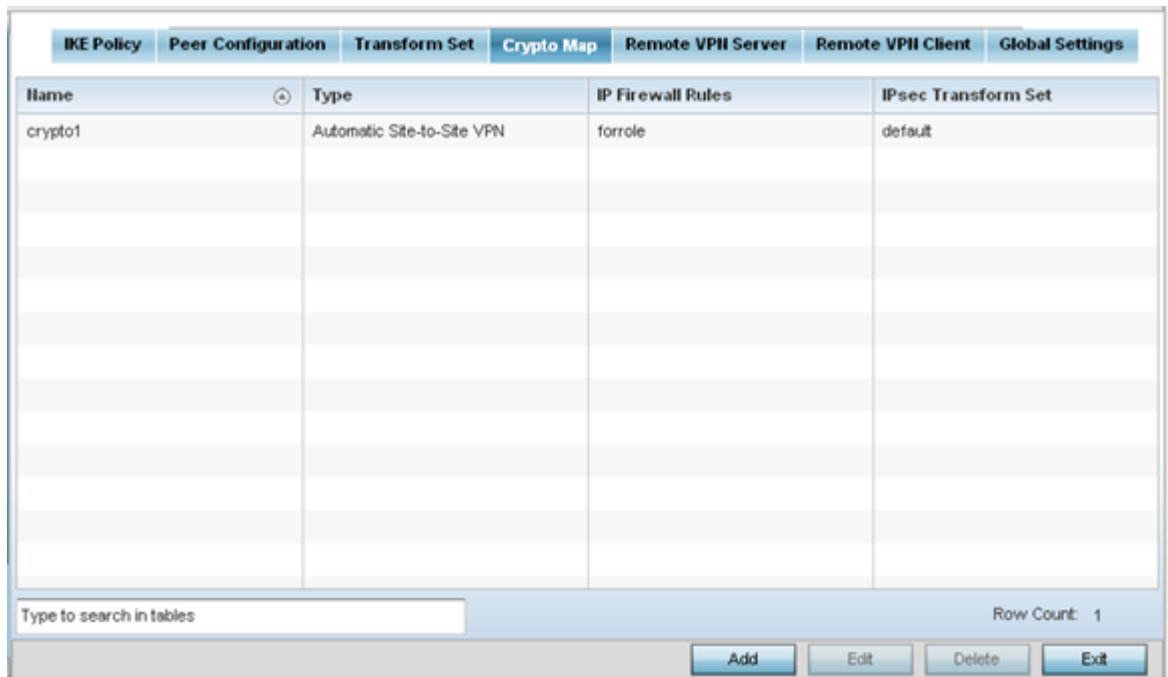 IKE Policy Peer Configuration Transform Set Crypto Map Remote VPN Server Remote VPN Client Global Settings
Name Type IP Firewall Rules IPsec Transform Set
crypto1 Automatic Site-to-Site VPN forrole default
Type to search in tables Row Count: 1
Add Edit Delete Exit